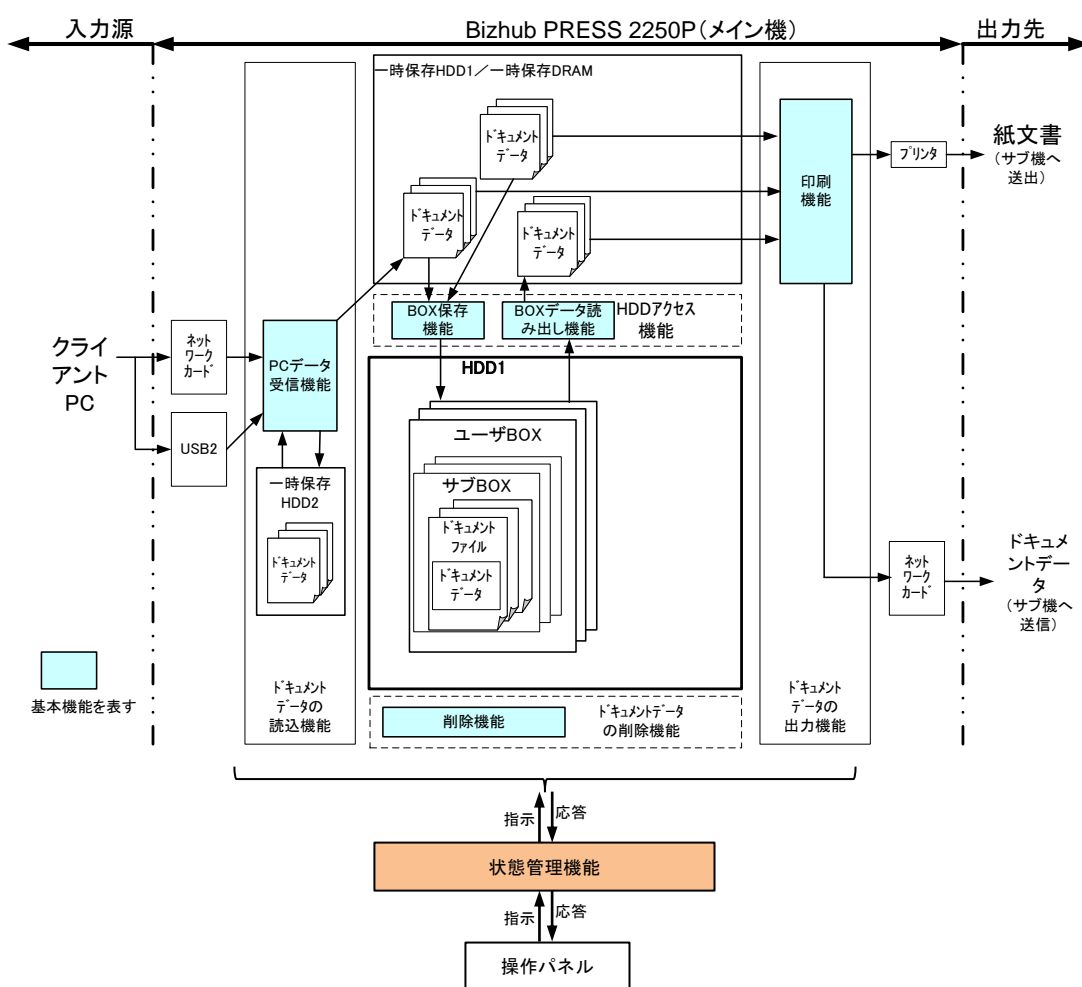 入力源
Bizhub PRESS 2250P(メイン機)
出力先
一時保存HDD1/一時保存DRAM
ドキュメント
データ
ドキュメント
データ
ドキュメント
データ
印刷
機能
プリンタ
紙文書
(サブ機へ
送出)
BOX保存
機能
BOXデータ読
み出し機能
HDDアクセス
機能
クライ
アント
PC
ネット
ワーク
カード
USB2
PCデータ
受信機能
一時保存
HDD2
ドキュメント
データ
HDD1
ユーザBOX
サブBOX
ドキュメント
ファイル
ドキュメント
データ
ネット
ワーク
カード
ドキュメ
ントデー
タ
(サブ機へ
送信)
基本機能を表す
ドキュメント
データの
読込機能
削除機能
ドキュメントデータ
の削除機能
ドキュメント
データの
出力機能
指示
応答
状態管理機能
指示
応答
操作パネル